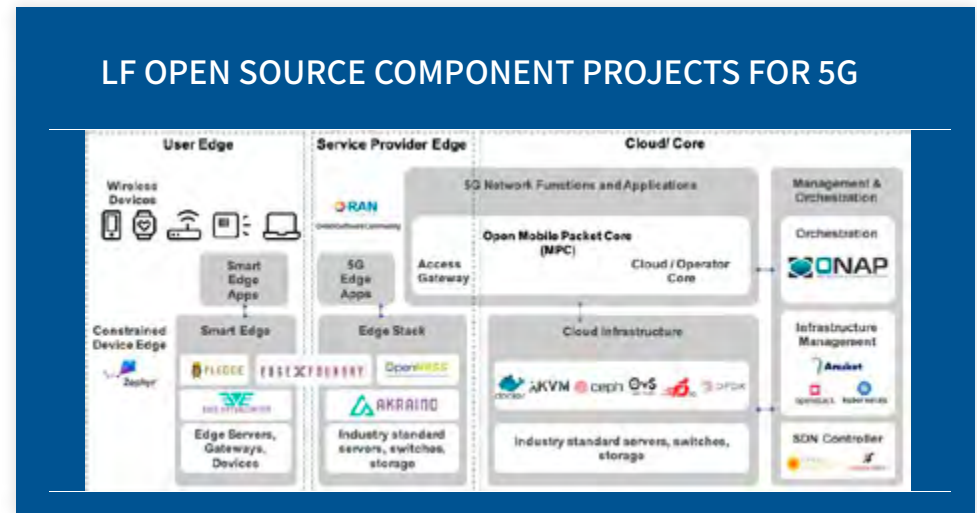 LF OPEN SOURCE COMPONENT PROJECTS FOR 5G
User Edge
Service Provider Edge
Cloud/ Core
Wireless
Devices
O-RAN
5G Network Functions and Applications
Open Mobile Packet Core
(MPC)
Cloud / Operator
Core
Access
Gateway
Management &
Orchestration
Orchestration
ONAP
Smart
Edge
Apps
5G
Edge
Apps
Constrained
Device Edge
Zephyr
Smart Edge
FLEDGE
EDGE X FOUNDRY
Edge Stack
OpenNESS
AKRAINO
Cloud Infrastructure
docker
KVM
ceph
OvS
DPDK
Infrastructure
Management
Anuket
openstack
kubernetes
Edge Servers,
Gateways,
Devices
Industry standard
servers, switches,
storage
Industry standard servers, switches,
storage
SDN Controller